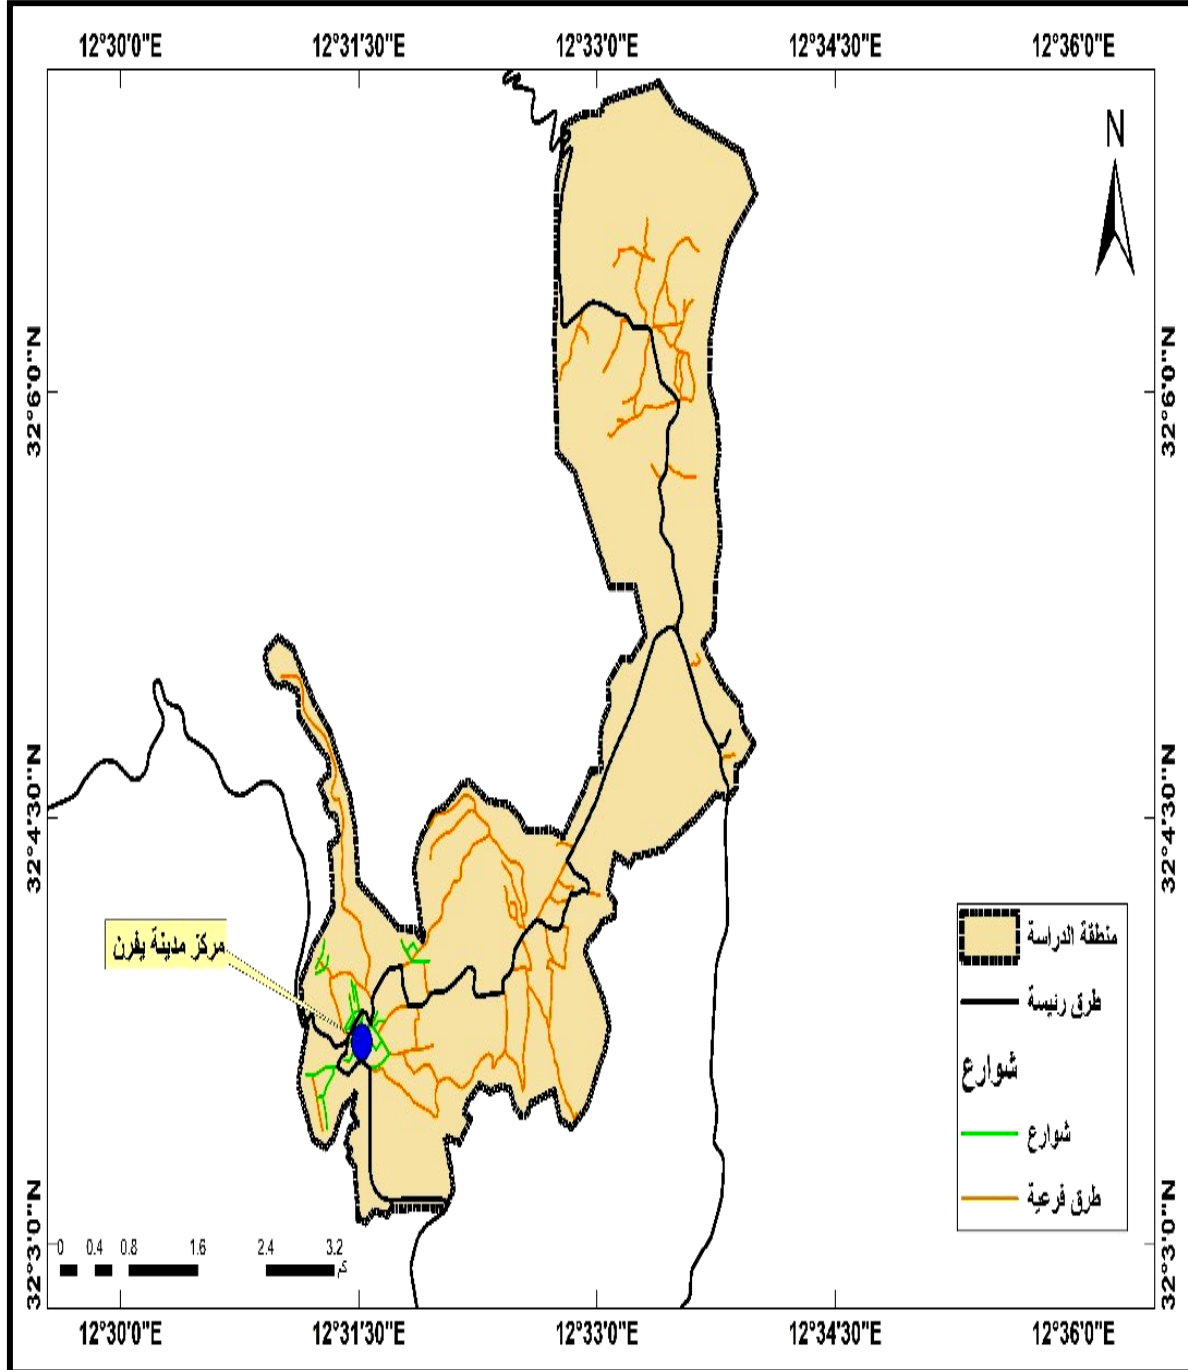 12°30'0"E 12°31'30"E 12°33'0"E 12°34'30"E 12°36'0"E
N
32°6'0"N 32°6'0"N
32°4'30"N 32°4'30"N
مركز مدينة يفرن
منطقة الدراسة
طرق رئيسة
شوارع
شوارع
طرق فرعية
32°3'0"N 32°3'0"N
0 0.4 0.8 1.6 2.4 3.2
كم
12°30'0"E 12°31'30"E 12°33'0"E 12°34'30"E 12°36'0"E